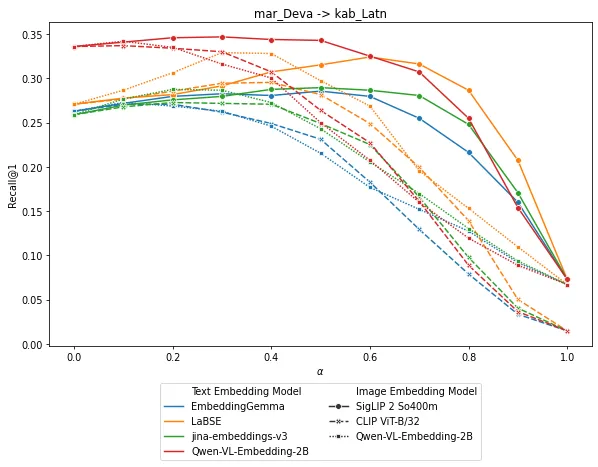 mar_Deva -> kab_Latn
Recall@1
0.35
0.30
0.25
0.20
0.15
0.10
0.05
0.00
0.0 0.2 0.4 0.6 0.8 1.0
α
Text Embedding Model Image Embedding Model
EmbeddingGemma SigLIP 2 So400m
LaBSE CLIP ViT-B/32
jina-embeddings-v3 Qwen-VL-Embedding-2B
Qwen-VL-Embedding-2B